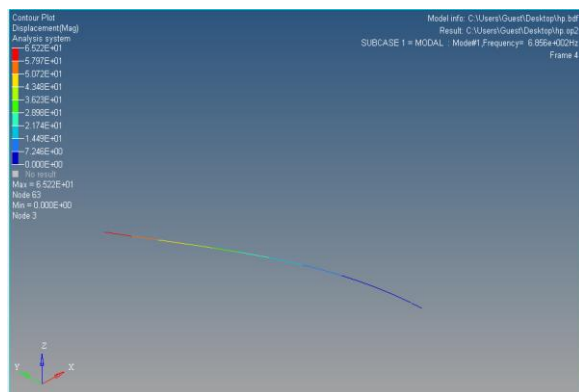 Contour Plot
Displacement(Mag)
Analysis system
6.522E+01
5.797E+01
5.072E+01
4.348E+01
3.623E+01
2.898E+01
2.174E+01
1.449E+01
7.246E+00
0.000E+00
No result
Max = 6.522E+01
Node 63
Min = 0.000E+00
Node 3
Model info: C:\Users\Guest\Desktop\hp.bdf
Result: C:\Users\Guest\Desktop\hp.op2
SUBCASE 1 = MODAL : Mode#1,Frequency= 6.856e+002Hz
Frame 4
Z
Y
X